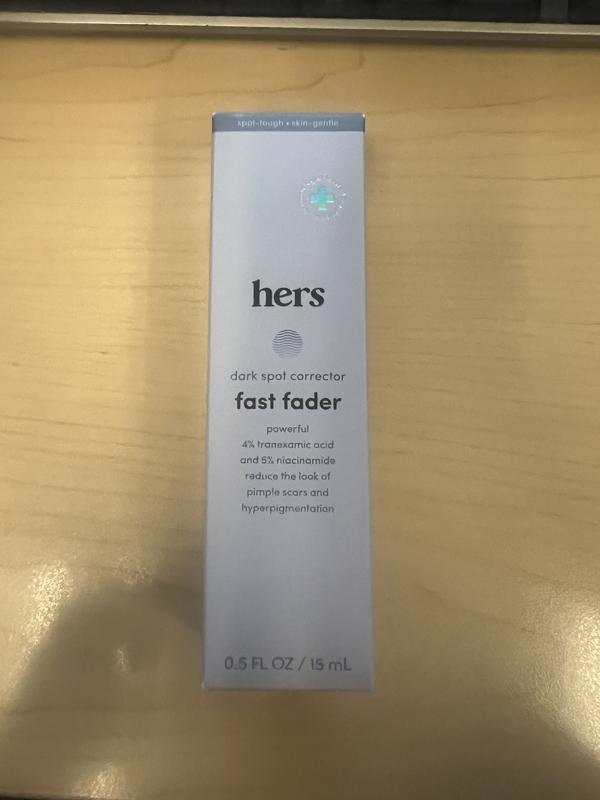 spot-tough • skin-gentle
hers
dark spot corrector
fast fader
powerful
4% tranexamic acid
and 5% niacinamide
reduce the look of
pimple scars and
hyperpigmentation
0.5 FL OZ / 15 mL